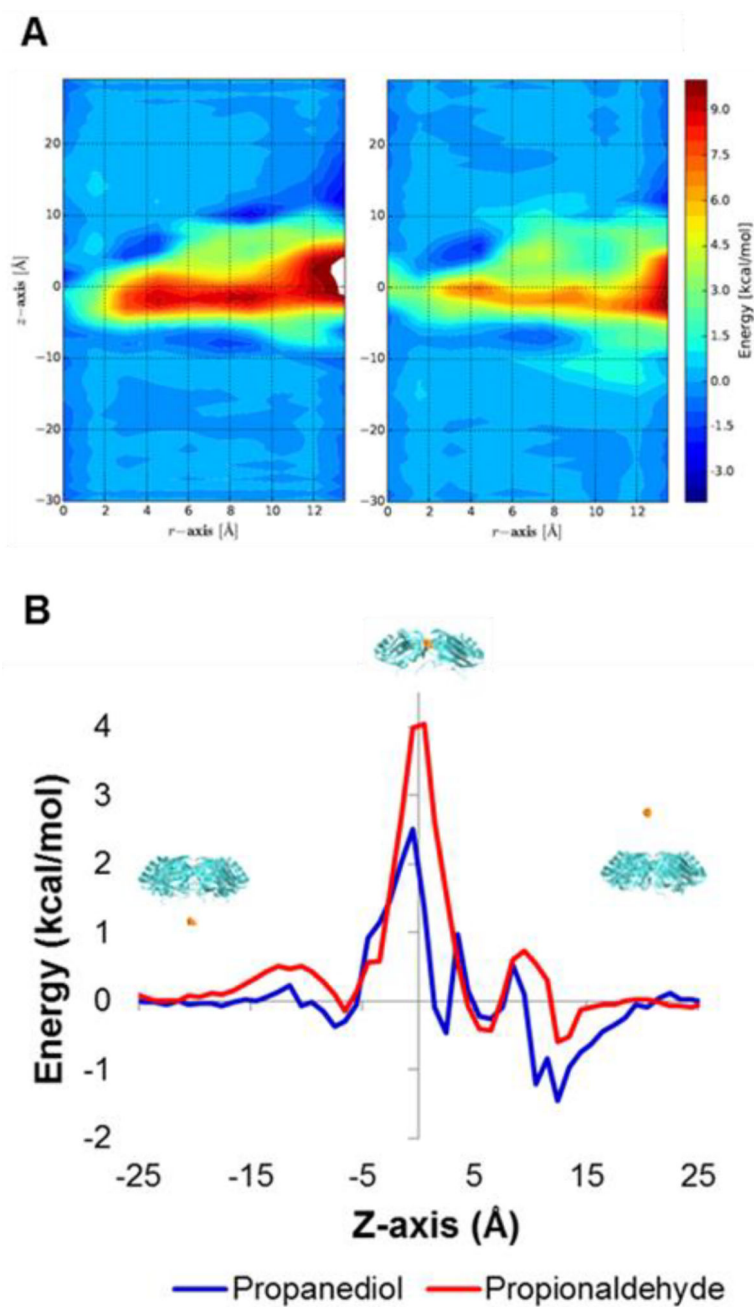 A
20
10
0
−10
−20
−30
z−axis [Å]
0 2 4 6 8 10 12
r−axis [Å]
20
10
0
−10
−20
−30
0 2 4 6 8 10 12
r−axis [Å]
9.0
7.5
6.0
4.5
3.0
1.5
0.0
−1.5
−3.0
Energy [kcal/mol]
B
4
3
2
1
0
-1
-2
Energy (kcal/mol)
-25 -15 -5 5 15 25
Z-axis (Å)
Propanediol Propionaldehyde